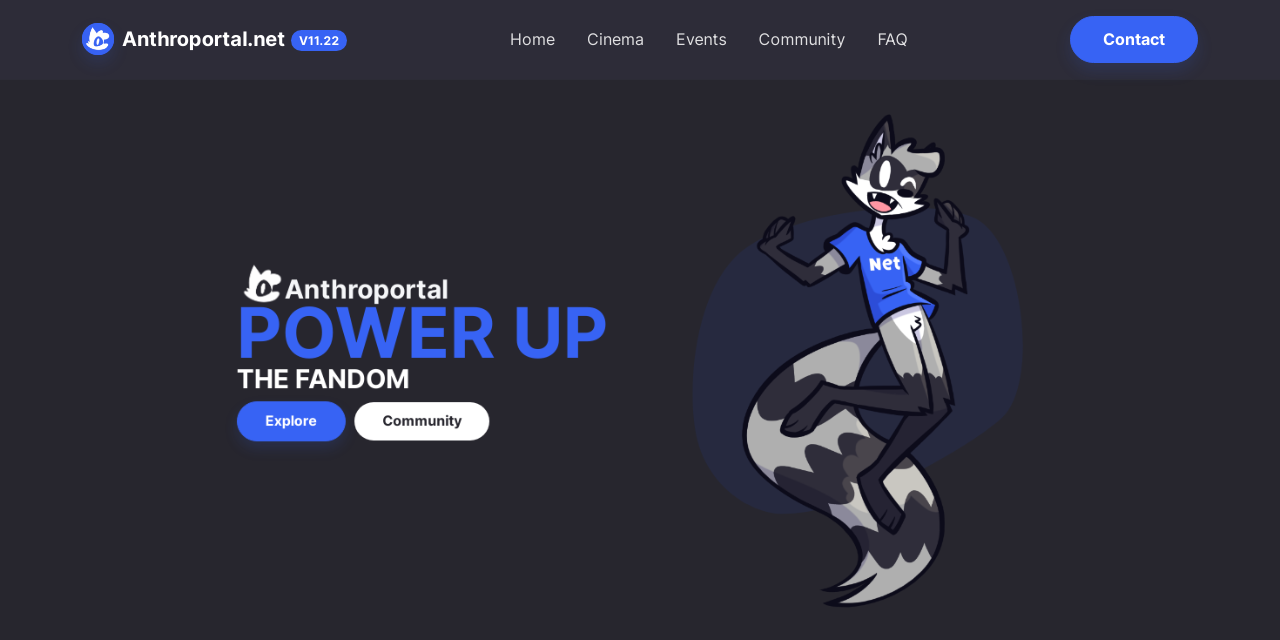 Anthroportal.net V11.22
Home
Cinema
Events
Community
FAQ
Contact
Anthroportal
POWER UP
THE FANDOM
Explore
Community
Net